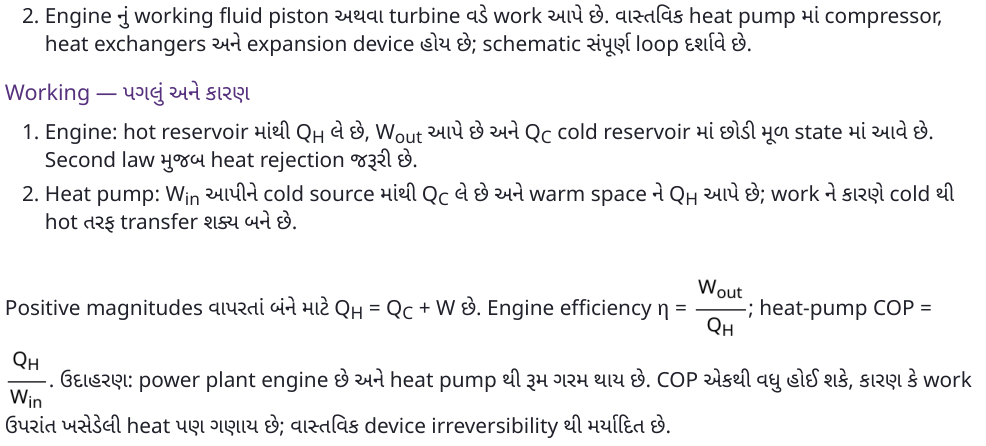 2. Engine નું working fluid piston અથવા turbine વડે work આપે છે. વાસ્તવિક heat pump માં compressor,
heat exchangers અને expansion device હોય છે; schematic સંપૂર્ણ loop દર્શાવે છે.
Working — પગલું અને કારણ
1. Engine: hot reservoir માંથી Q_H લે છે, W_out આપે છે અને Q_C cold reservoir માં છોડી મૂળ state માં આવે છે.
Second law મુજબ heat rejection જરૂરી છે.
2. Heat pump: W_in આપીને cold source માંથી Q_C લે છે અને warm space ને Q_H આપે છે; work ને કારણે cold થી
hot તરફ transfer શક્ય બને છે.
Positive magnitudes વાપરતાં બંને માટે Q_H = Q_C + W છે. Engine efficiency η = W_out / Q_H; heat-pump COP =
Q_H / W_in. ઉદાહરણ: power plant engine છે અને heat pump થી રૂમ ગરમ થાય છે. COP એકથી વધુ હોઈ શકે, કારણ કે work
ઉપરાંત ખસેડેલી heat પણ ગણાય છે; વાસ્તવિક device irreversibility થી મર્યાદિત છે.